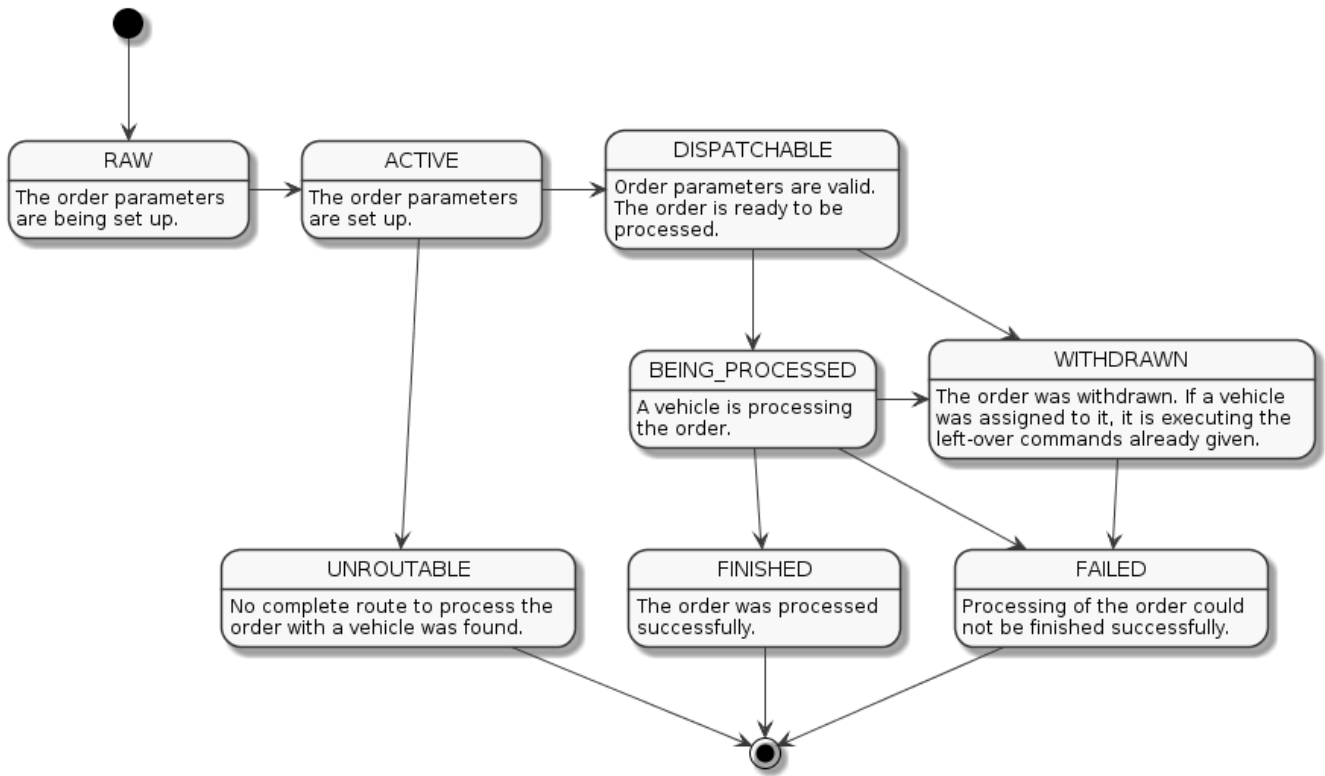 RAW
The order parameters
are being set up.
ACTIVE
The order parameters
are set up.
DISPATCHABLE
Order parameters are valid.
The order is ready to be
processed.
BEING_PROCESSED
A vehicle is processing
the order.
WITHDRAWN
The order was withdrawn. If a vehicle
was assigned to it, it is executing the
left-over commands already given.
UNROUTABLE
No complete route to process the
order with a vehicle was found.
FINISHED
The order was processed
successfully.
FAILED
Processing of the order could
not be finished successfully.